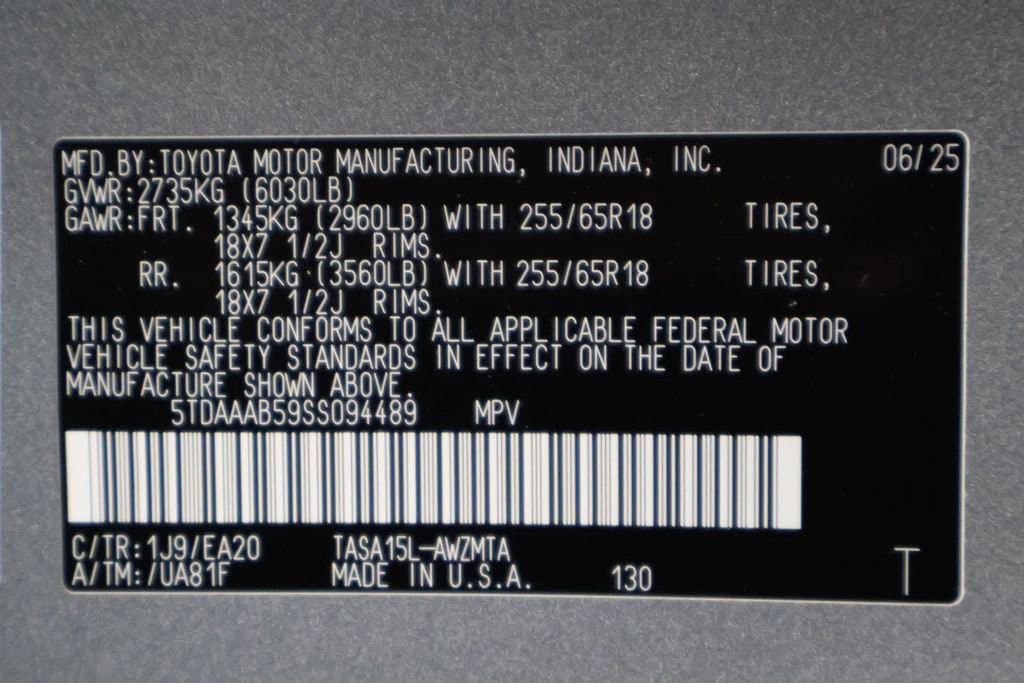 MFD.BY:TOYOTA MOTOR MANUFACTURING, INDIANA, INC. 06/25
GVWR:2735KG (6030LB)
GAWR:FRT. 1345KG (2960LB) WITH 255/65R18 TIRES,
18X7 1/2J RIMS.
RR. 1615KG (3560LB) WITH 255/65R18 TIRES,
18X7 1/2J RIMS.
THIS VEHICLE CONFORMS TO ALL APPLICABLE FEDERAL MOTOR
VEHICLE SAFETY STANDARDS IN EFFECT ON THE DATE OF
MANUFACTURE SHOWN ABOVE.
5TDAAAB59SS094489 MPV
C/TR:1J9/EA20 TASA15L-AWZMTA
A/TM:/UA81F MADE IN U.S.A. 130 T